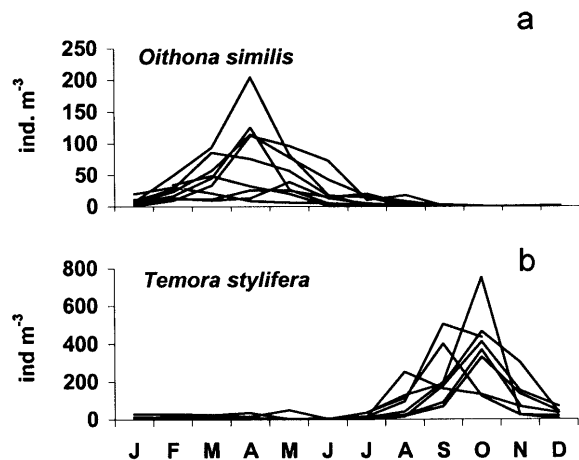 a
250
Oithona similis
200
150
ind. m-3
100
50
0
b
800
Temora stylifera
600
ind m-3
400
200
0
J F M A M J J A S O N D